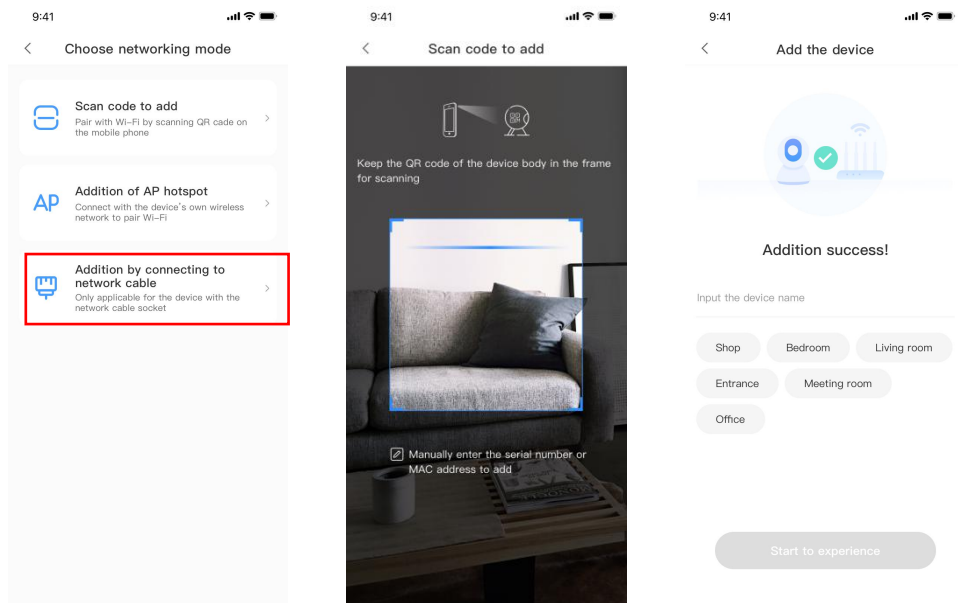 9:41
Choose networking mode
Scan code to add
Pair with Wi-Fi by scanning QR cade on
the mobile phone
AP
Addition of AP hotspot
Connect with the device's own wireless
network to pair Wi-Fi
Addition by connecting to
network cable
Only applicable for the device with the
network cable socket
9:41
Scan code to add
Keep the QR code of the device body in the frame
for scanning
Manually enter the serial number or
MAC address to add
9:41
Add the device
Addition success!
Input the device name
Shop
Bedroom
Living room
Entrance
Meeting room
Office
Start to experience